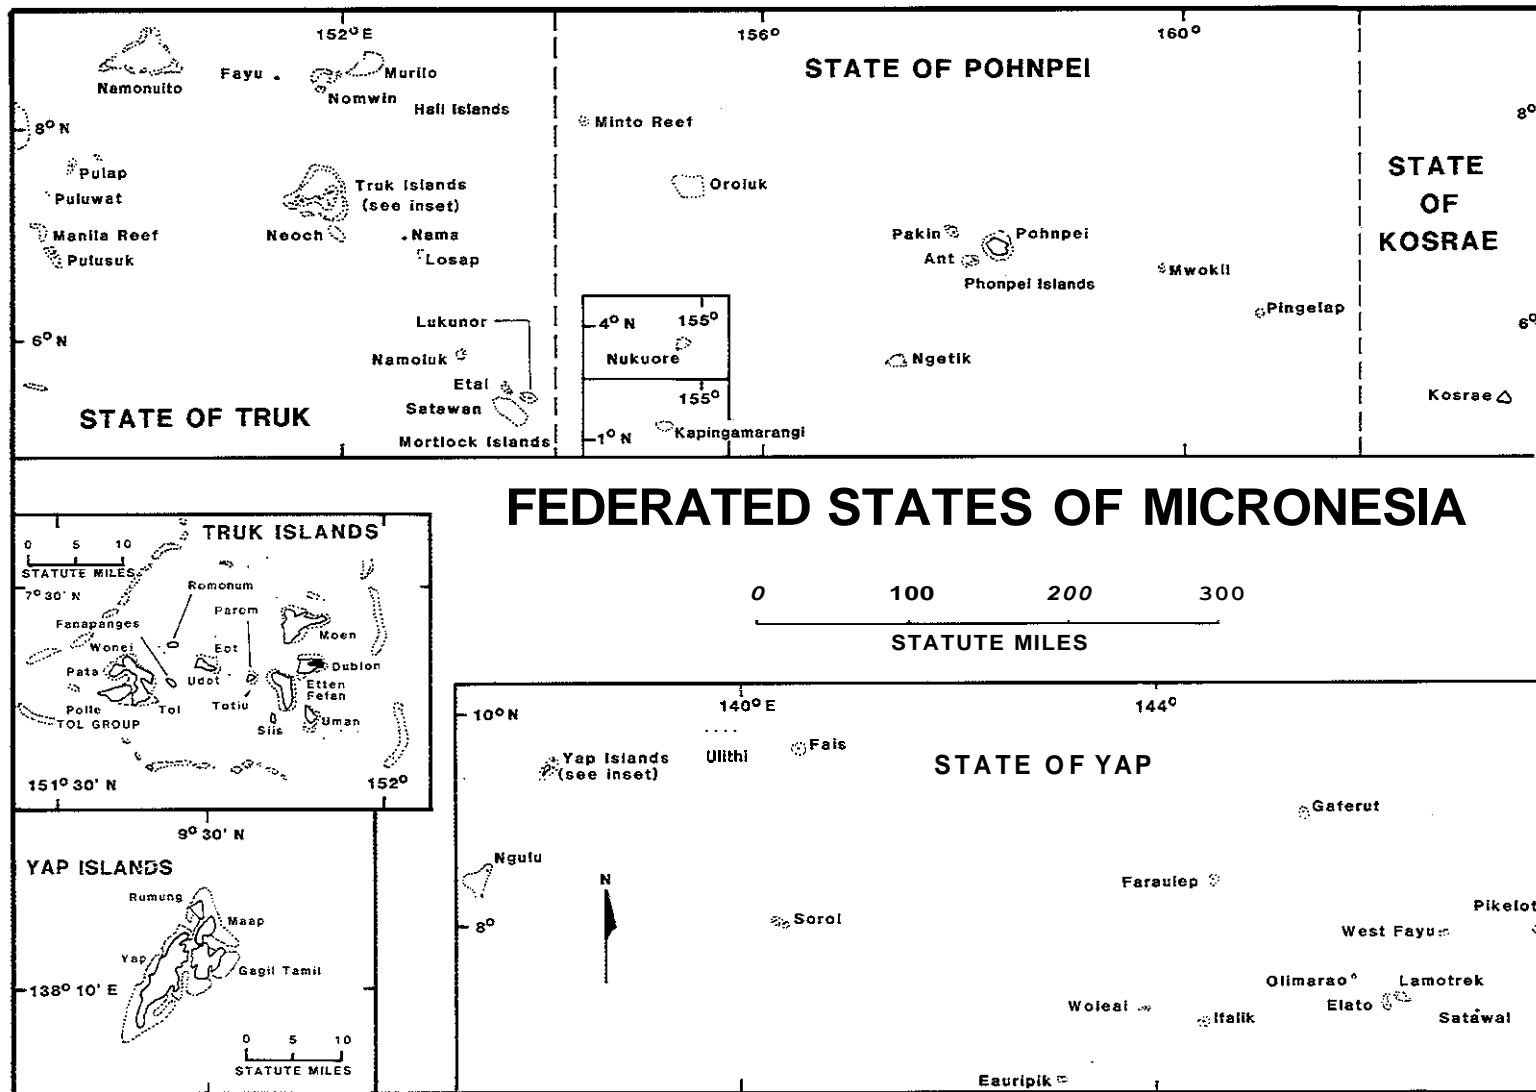 152° E
156°
160°
STATE OF POHNPEI
Namonuito
Fayu
Murilo
Nomwin
Hall Islands
8° N
Minto Reef
8°
Pulap
Puluwat
Truk Islands
(see inset)
Oroluk
STATE
OF
KOSRAE
Manila Reef
Pulusuk
Neoch
Nama
Losap
Pakin
Pohnpei
Ant
Phonpei Islands
Mwokil
Pingelap
Lukunor
4° N
155°
Nukuore
6° N
6°
Namoluk
Ngetik
Etal
Satawan
155°
Kosrae
STATE OF TRUK
Mortlock Islands
1° N
Kapingamarangi
FEDERATED STATES OF MICRONESIA
TRUK ISLANDS
0 5 10
STATUTE MILES
7° 30' N
Romonum
Parom
Fanapanges
Moen
Wonei
Eot
Pata
Udot
Dublon
Etten
Fefan
Polle
Tol
Totiu
TOL GROUP
Siis
Uman
151° 30' N
152°
0 100 200 300
STATUTE MILES
140° E
144°
10° N
Yap Islands
(see inset)
Ulithi
Fais
STATE OF YAP
Gaferut
Ngulu
N
Faraulep
8°
Sorol
Pikelot
West Fayu
Olimarao
Lamotrek
Elato
Woleai
Ifalik
Satawal
Eauripik
9° 30' N
YAP ISLANDS
Rumung
Maap
Yap
Gagil Tamil
138° 10' E
0 5 10
STATUTE MILES